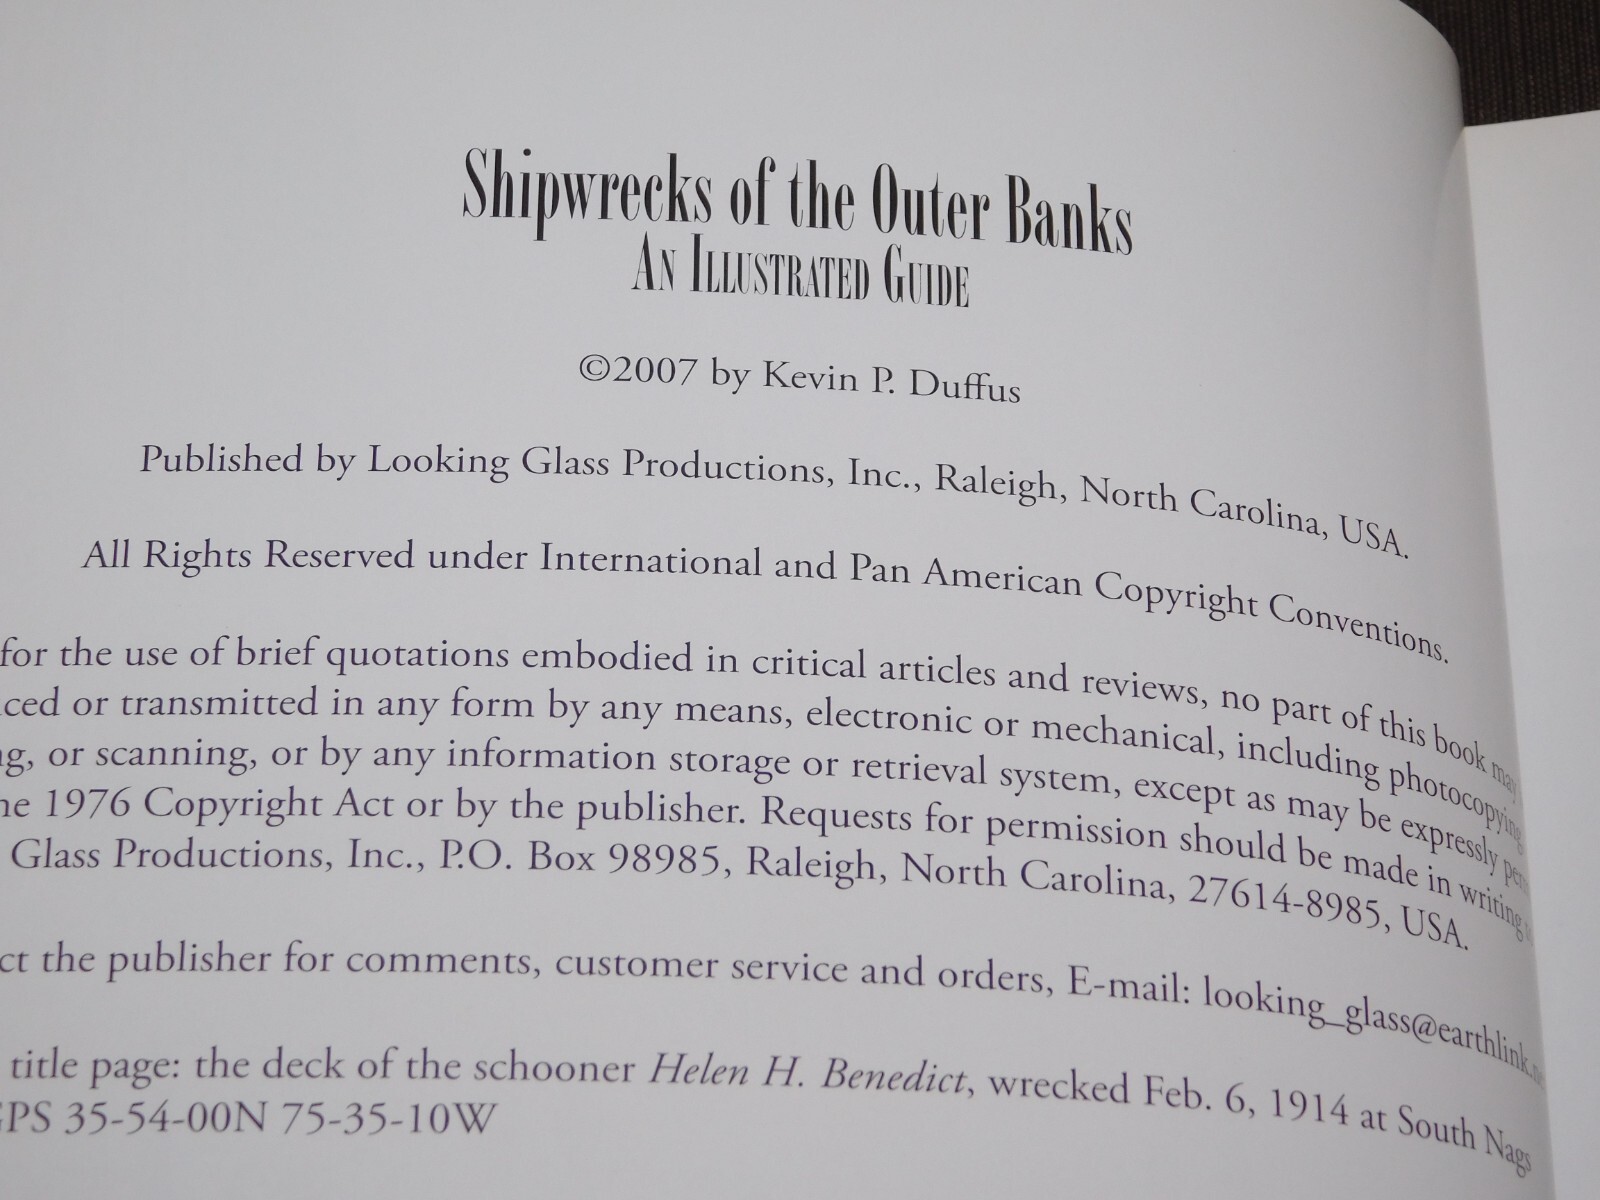 Shipwrecks of the Outer Banks
An Illustrated Guide
©2007 by Kevin P. Duffus
Published by Looking Glass Productions, Inc., Raleigh, North Carolina, USA.
All Rights Reserved under International and Pan American Copyright Conventions.
for the use of brief quotations embodied in critical articles and reviews, no part of this book may
or transmitted in any form by any means, electronic or mechanical, including photocopying
or scanning, or by any information storage or retrieval system, except as may be expressly
1976 Copyright Act or by the publisher. Requests for permission should be made in writing
Glass Productions, Inc., P.O. Box 98985, Raleigh, North Carolina, 27614-8985, USA.
the publisher for comments, customer service and orders, E-mail: looking_glass@earthlink.
title page: the deck of the schooner Helen H. Benedict, wrecked Feb. 6, 1914 at South Nags
GPS 35-54-00N 75-35-10W